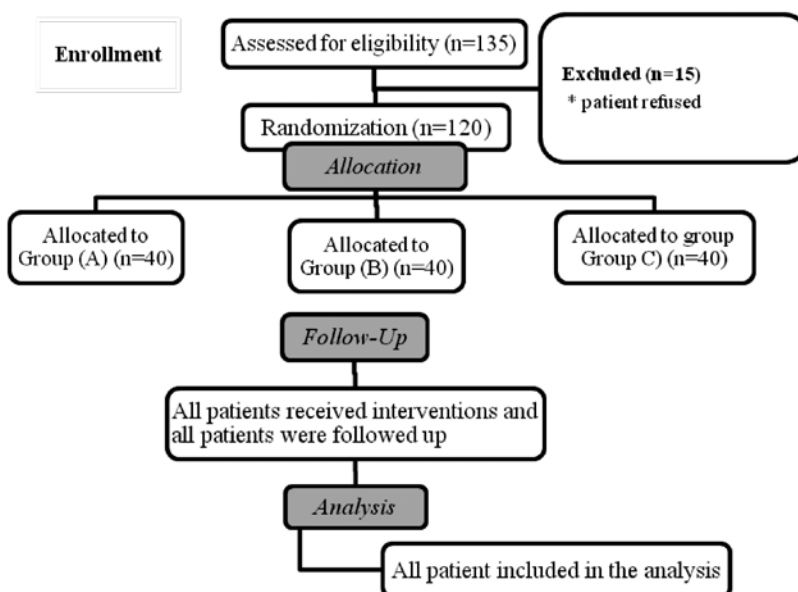 Enrollment
Assessed for eligibility (n=135)
Excluded (n=15)
* patient refused
Randomization (n=120)
Allocation
Allocated to
Group (A) (n=40)
Allocated to
Group (B) (n=40)
Allocated to group
Group C) (n=40)
Follow-Up
All patients received interventions and
all patients were followed up
Analysis
All patient included in the analysis